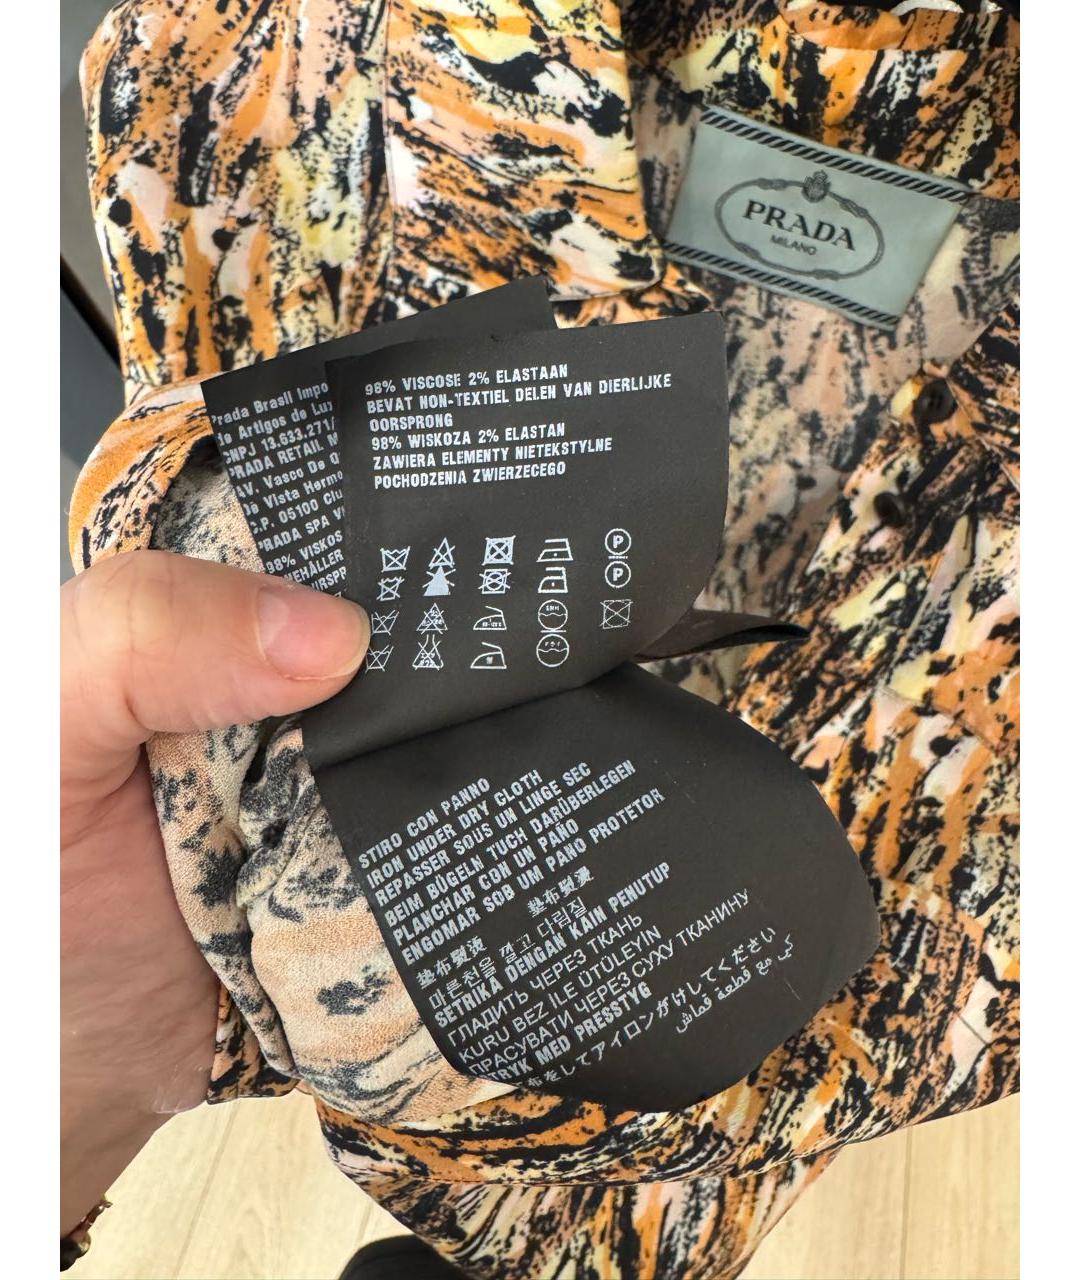 PRADA
MILANO
Prada Brasil Impo
de Artigos de Lux
CNPJ 13.633.271/
PRADA RETAIL M
AV. Vasco De Q
De Vista Hermo
C.P. 05100 Ciu
PRADA SPA V
98% VISKOS
NEHÅLLER
98% VISCOSE 2% ELASTAAN
BEVAT NON-TEXTIEL DELEN VAN DIERLIJKE
OORSPRONG
98% WISKOZA 2% ELASTAN
ZAWIERA ELEMENTY NIETEKSTYLNE
POCHODZENIA ZWIERZECEGO
P
P
STIRO CON PANNO
IRON UNDER DRY CLOTH
REPASSER SOUS UN LINGE SEC
BEIM BÜGELN TUCH DARÜBERLEGEN
PLANCHAR CON UN PAÑO
ENGOMAR SOB UM PANO PROTETOR
垫布熨烫
墊布熨燙
마른천을 깔고 다림질
SETRIKA DENGAN KAIN PENUTUP
ГЛАДИТЬ ЧЕРЕЗ ТКАНЬ
KURU BEZ İLE ÜTÜLEYİN
ПРАСУВАТИ ЧЕРЕЗ СУХУ ТКАНИНУ
STRYK MED PRESSTYG
布をしてアイロンがけしてください
كي مع قطعة قماش